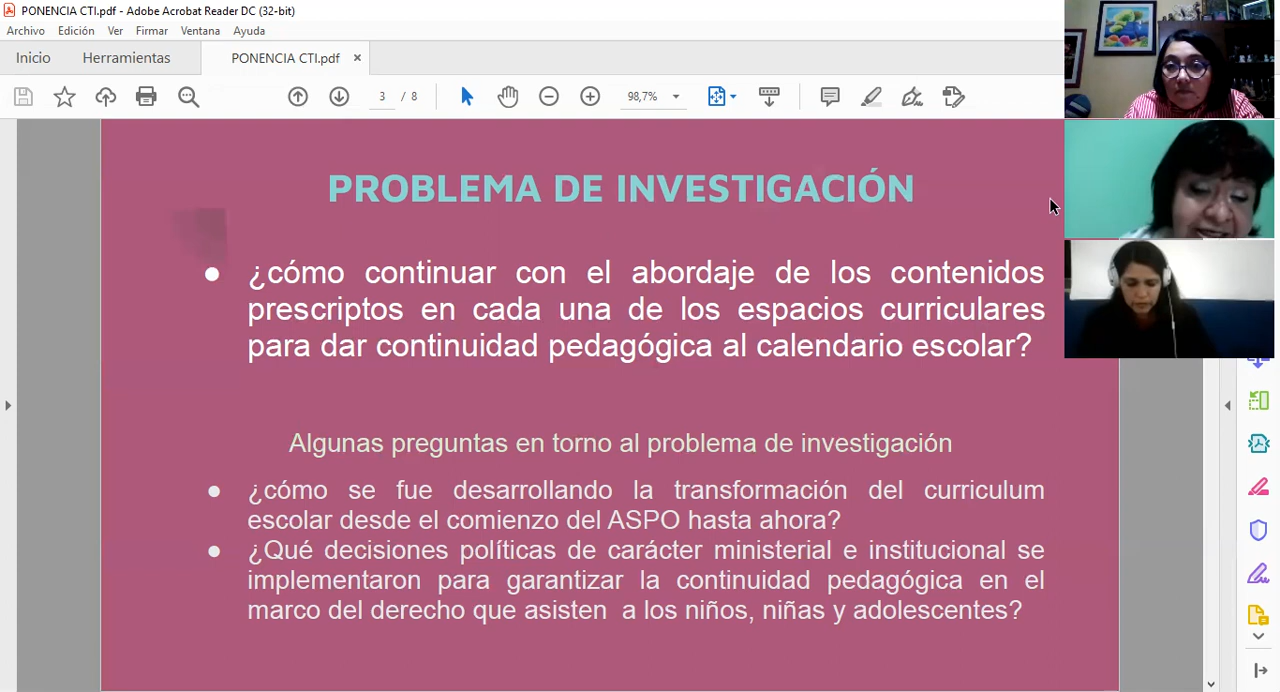 PONENCIA CTI.pdf - Adobe Acrobat Reader DC (32-bit)
Archivo Edición Ver Firmar Ventana Ayuda
Inicio Herramientas PONENCIA CTI.pdf ×
3 / 8 98,7%
PROBLEMA DE INVESTIGACIÓN
● ¿cómo continuar con el abordaje de los contenidos
prescriptos en cada una de los espacios curriculares
para dar continuidad pedagógica al calendario escolar?
Algunas preguntas en torno al problema de investigación
● ¿cómo se fue desarrollando la transformación del curriculum
escolar desde el comienzo del ASPO hasta ahora?
● ¿Qué decisiones políticas de carácter ministerial e institucional se
implementaron para garantizar la continuidad pedagógica en el
marco del derecho que asisten a los niños, niñas y adolescentes?